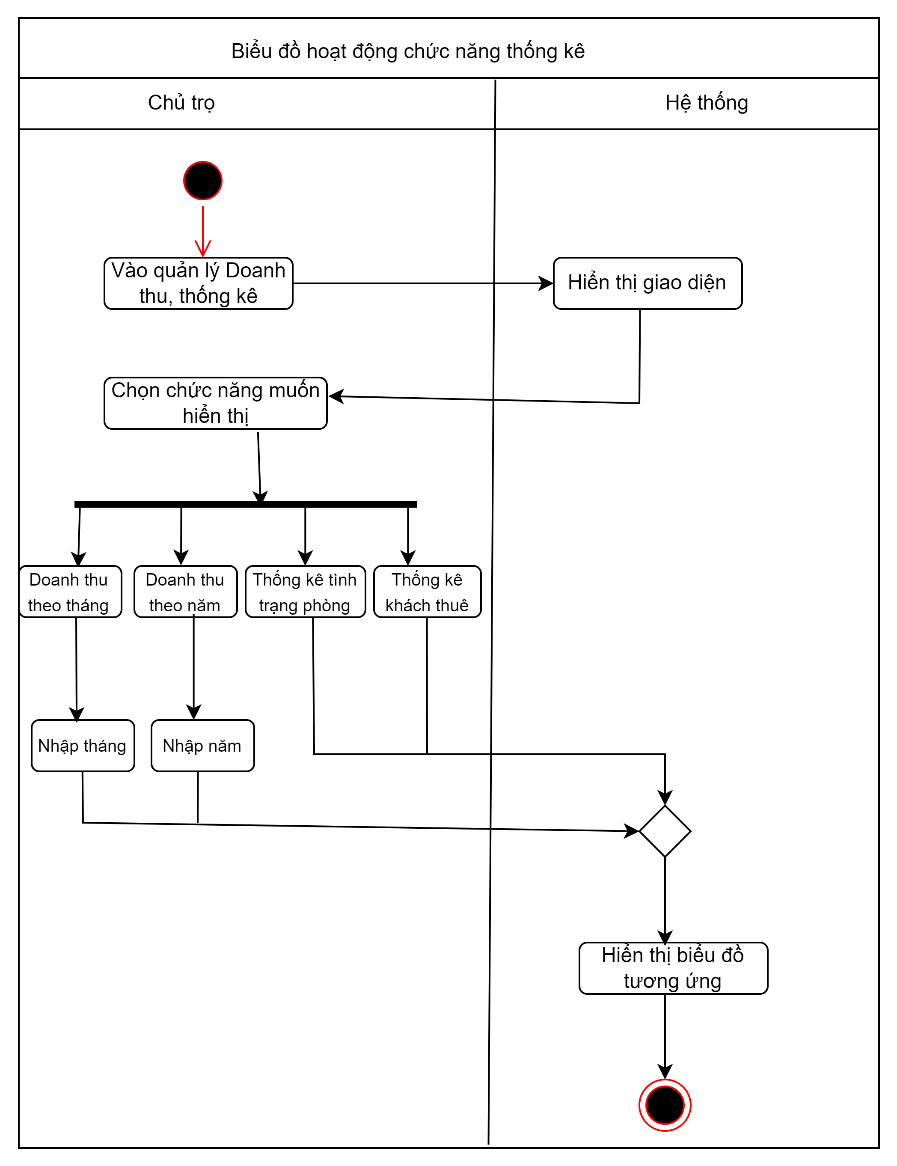 Biểu đồ hoạt động chức năng thống kê
Chủ trọ
Hệ thống
Vào quản lý Doanh
thu, thống kê
Hiển thị giao diện
Chọn chức năng muốn
hiển thị
Doanh thu
theo tháng
Doanh thu
theo năm
Thống kê tình
trạng phòng
Thống kê
khách thuê
Nhập tháng
Nhập năm
Hiển thị biểu đồ
tương ứng